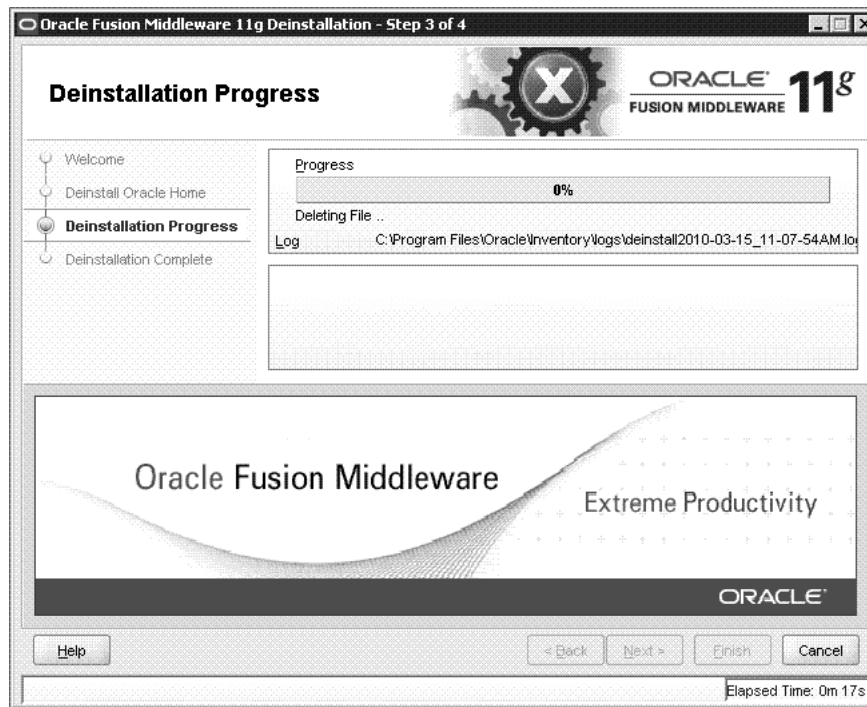 Oracle Fusion Middleware 11g Deinstallation - Step 3 of 4
Deinstallation Progress
ORACLE
FUSION MIDDLEWARE
11g
Welcome
Deinstall Oracle Home
Deinstallation Progress
Deinstallation Complete
Progress
0%
Deleting File ..
Log C:\Program Files\Oracle\Inventory\logs\deinstall2010-03-15_11-07-54AM.log
Oracle Fusion Middleware
Extreme Productivity
ORACLE
Help < Back Next > Finish Cancel
Elapsed Time: 0m 17s